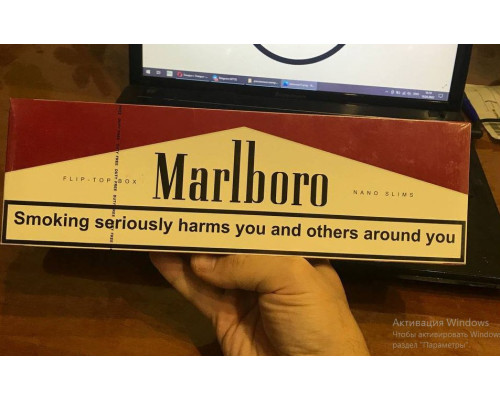 FLIP-TOP BOX
Marlboro
NANO SLIMS
Smoking seriously harms you and others around you
Активация Windows
Чтобы активировать Windows
раздел "Параметры".